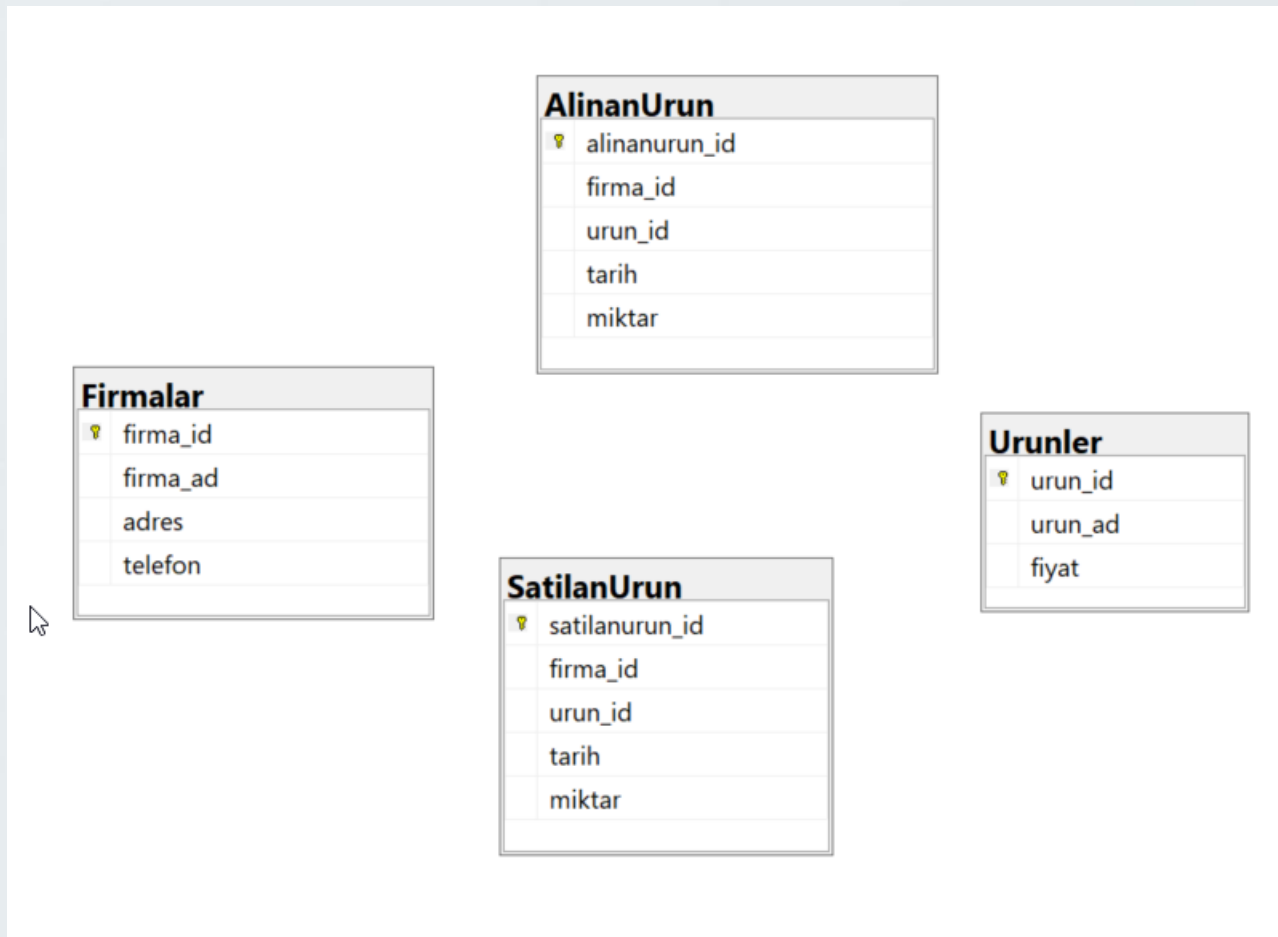 AlinanUrun
alinanurun_id
firma_id
urun_id
tarih
miktar
Firmalar
firma_id
firma_ad
adres
telefon
Urunler
urun_id
urun_ad
fiyat
SatilanUrun
satilanurun_id
firma_id
urun_id
tarih
miktar